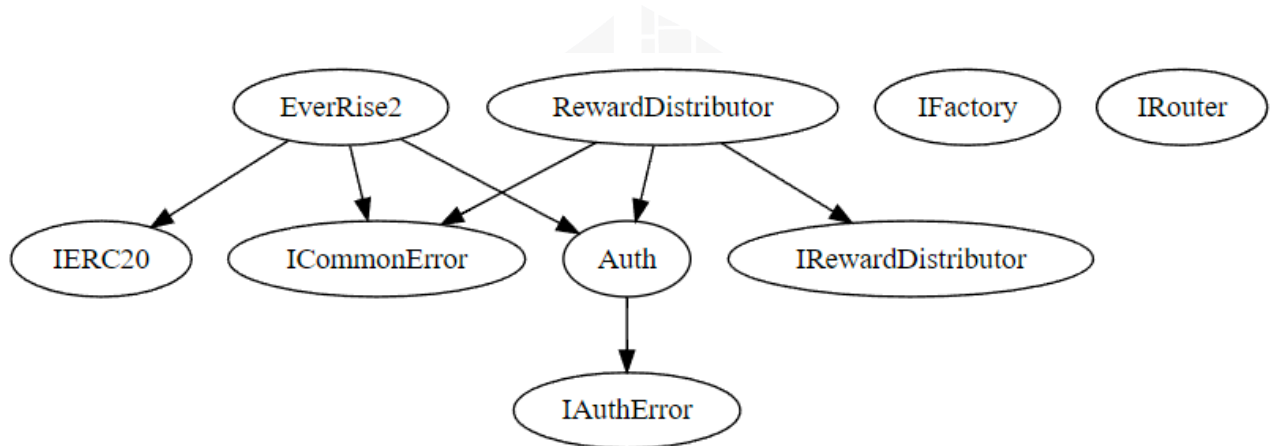 EverRise2
RewardDistributor
IFactory
IRouter
IERC20
ICommonError
Auth
IRewardDistributor
IAuthError